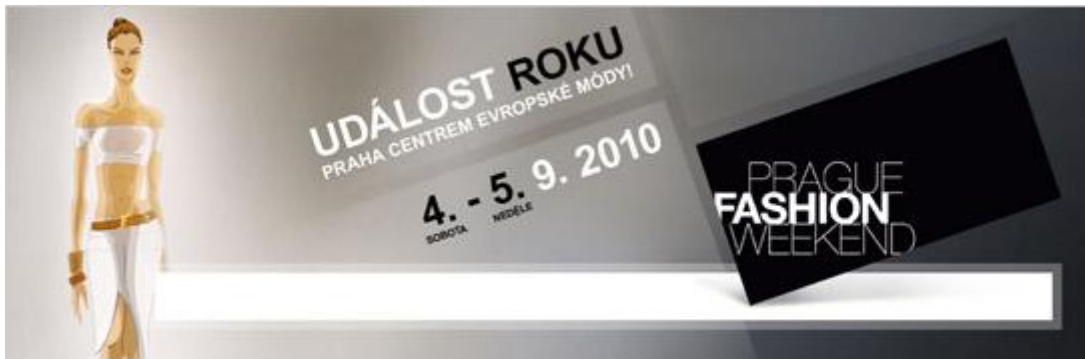 UDÁLOST ROKU
PRAHA CENTREM EVROPSKÉ MÓDY!
4. - 5. 9. 2010
SOBOTA NEDĚLE
PRAGUE
FASHION
WEEKEND